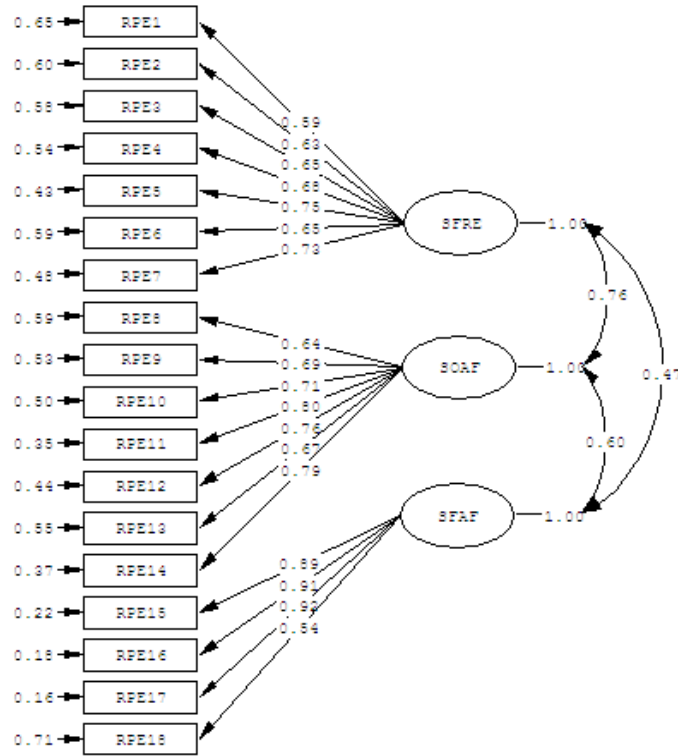 0.65 RPE1
0.60 RPE2
0.58 RPE3
0.54 RPE4
0.43 RPE5
0.59 RPE6
0.48 RPE7
0.59 RPE8
0.53 RPE9
0.50 RPE10
0.35 RPE11
0.44 RPE12
0.55 RPE13
0.37 RPE14
0.22 RPE15
0.18 RPE16
0.16 RPE17
0.71 RPE18
0.59
0.63
0.65
0.68
0.75
0.65
0.73
0.64
0.69
0.71
0.80
0.76
0.67
0.79
0.89
0.91
0.92
0.54
SFRE 1.00
SOAF 1.00
SFAF 1.00
0.76
0.47
0.60